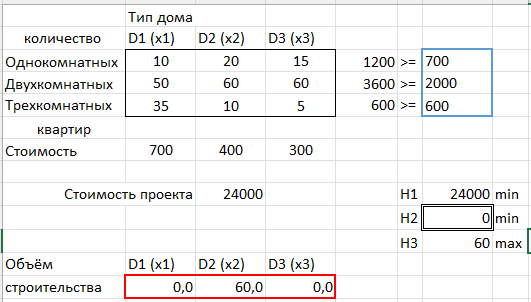 Тип дома
количество D1 (x1) D2 (x2) D3 (x3)
Однокомнатных 10 20 15 1200 >= 700
Двухкомнатных 50 60 60 3600 >= 2000
Трехкомнатных 35 10 5 600 >= 600
квартир
Стоимость 700 400 300
Стоимость проекта 24000 H1 24000 min
H2 0 min
H3 60 max
Объём D1 (x1) D2 (x2) D3 (x3)
строительства 0,0 60,0 0,0